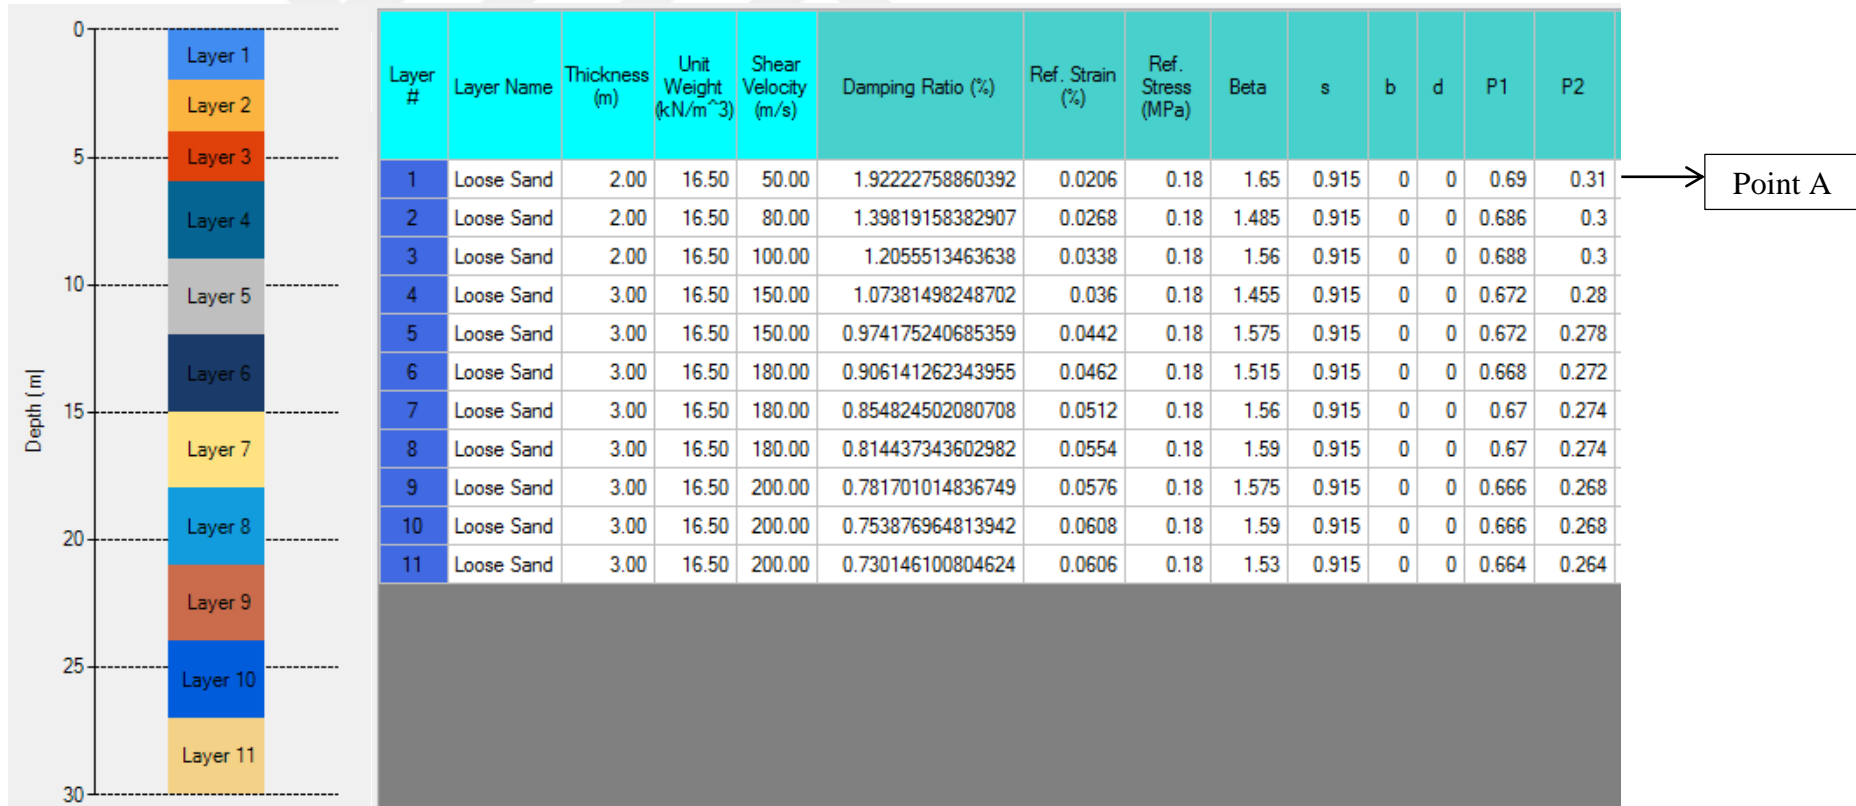 0
5
10
15
20
25
30
Depth (m)
Layer 1
Layer 2
Layer 3
Layer 4
Layer 5
Layer 6
Layer 7
Layer 8
Layer 9
Layer 10
Layer 11
Layer # Layer Name Thickness (m) Unit Weight (kN/m^3) Shear Velocity (m/s) Damping Ratio (%) Ref. Strain (%) Ref. Stress (MPa) Beta s b d P1 P2
1 Loose Sand 2.00 16.50 50.00 1.92222758860392 0.0206 0.18 1.65 0.915 0 0 0.69 0.31
2 Loose Sand 2.00 16.50 80.00 1.39819158382907 0.0268 0.18 1.485 0.915 0 0 0.686 0.3
3 Loose Sand 2.00 16.50 100.00 1.2055513463638 0.0338 0.18 1.56 0.915 0 0 0.688 0.3
4 Loose Sand 3.00 16.50 150.00 1.07381498248702 0.036 0.18 1.455 0.915 0 0 0.672 0.28
5 Loose Sand 3.00 16.50 150.00 0.974175240685359 0.0442 0.18 1.575 0.915 0 0 0.672 0.278
6 Loose Sand 3.00 16.50 180.00 0.906141262343955 0.0462 0.18 1.515 0.915 0 0 0.668 0.272
7 Loose Sand 3.00 16.50 180.00 0.854824502080708 0.0512 0.18 1.56 0.915 0 0 0.67 0.274
8 Loose Sand 3.00 16.50 180.00 0.814437343602982 0.0554 0.18 1.59 0.915 0 0 0.67 0.274
9 Loose Sand 3.00 16.50 200.00 0.781701014836749 0.0576 0.18 1.575 0.915 0 0 0.666 0.268
10 Loose Sand 3.00 16.50 200.00 0.753876964813942 0.0608 0.18 1.59 0.915 0 0 0.666 0.268
11 Loose Sand 3.00 16.50 200.00 0.730146100804624 0.0606 0.18 1.53 0.915 0 0 0.664 0.264
Point A